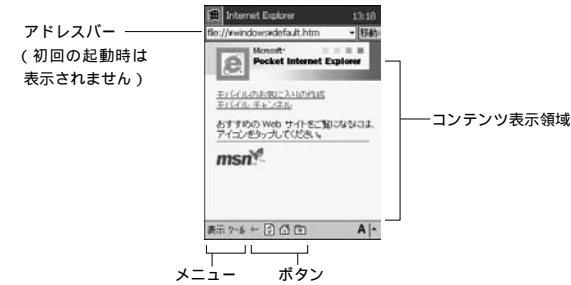 アドレスバー
(初回の起動時は
表示されません)
Internet Explorer 13:18
file://¥windows¥default.htm 移動
Microsoft
Pocket Internet Explorer
モバイルのお気に入りの作成
モバイル チャンネル
おすすめの Web サイトをご覧になるには、
アイコンをタップしてください。
msn
コンテンツ表示領域
表示 ツール A
メニュー
ボタン